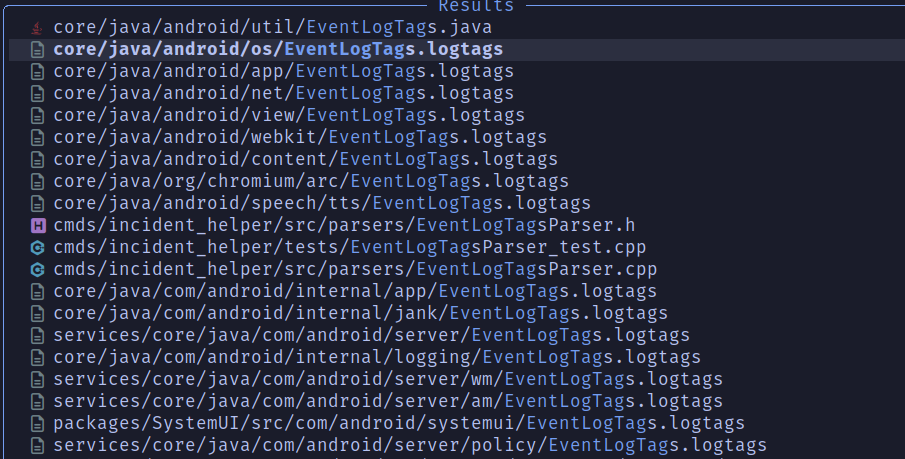 Results
core/java/android/util/EventLogTags.java
core/java/android/os/EventLogTags.logtags
core/java/android/app/EventLogTags.logtags
core/java/android/net/EventLogTags.logtags
core/java/android/view/EventLogTags.logtags
core/java/android/webkit/EventLogTags.logtags
core/java/android/content/EventLogTags.logtags
core/java/org/chromium/arc/EventLogTags.logtags
core/java/android/speech/tts/EventLogTags.logtags
cmds/incident_helper/src/parsers/EventLogTagsParser.h
cmds/incident_helper/tests/EventLogTagsParser_test.cpp
cmds/incident_helper/src/parsers/EventLogTagsParser.cpp
core/java/com/android/internal/app/EventLogTags.logtags
core/java/com/android/internal/jank/EventLogTags.logtags
services/core/java/com/android/server/EventLogTags.logtags
core/java/com/android/internal/logging/EventLogTags.logtags
services/core/java/com/android/server/wm/EventLogTags.logtags
services/core/java/com/android/server/am/EventLogTags.logtags
packages/SystemUI/src/com/android/systemui/EventLogTags.logtags
services/core/java/com/android/server/policy/EventLogTags.logtags